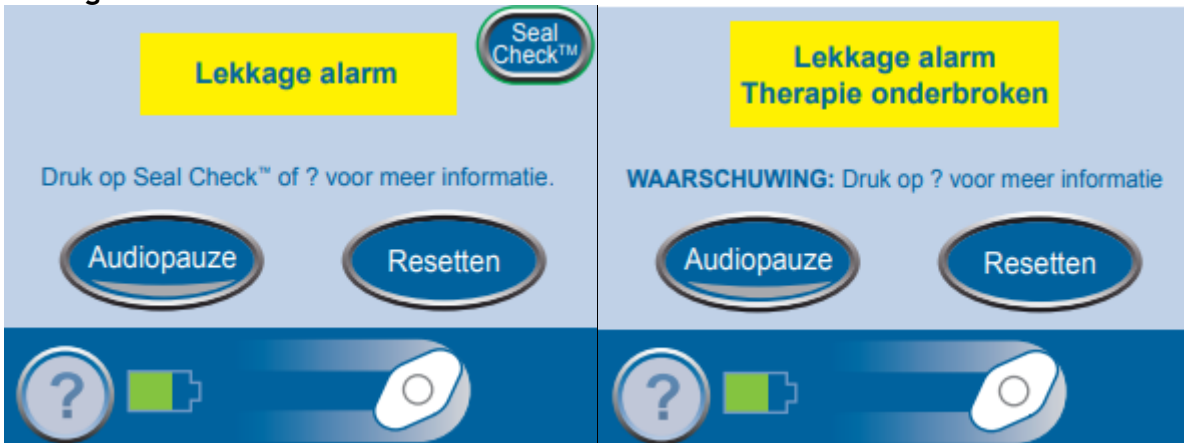 Seal
Check™
Lekkage alarm
Druk op Seal Check™ of ? voor meer informatie.
Audiopauze
Resetten
?
Lekkage alarm
Therapie onderbroken
WAARSCHUWING: Druk op ? voor meer informatie
Audiopauze
Resetten
?